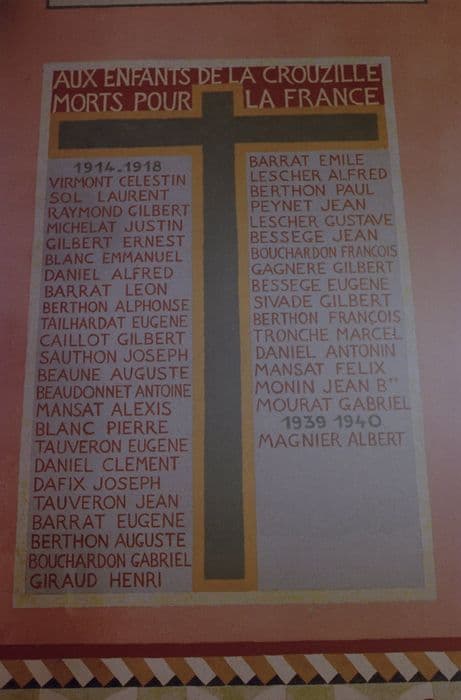 AUX ENFANTS DE LA CROUZILLE
MORTS POUR LA FRANCE
1914-1918
VIRMONT CELESTIN
SOL LAURENT
RAYMOND GILBERT
MICHELAT JUSTIN
GILBERT ERNEST
BLANC EMMANUEL
DANIEL ALFRED
BARRAT LEON
BERTHON ALPHONSE
TAILHARDAT EUGENE
CAILLOT GILBERT
SAUTHON JOSEPH
BEAUNE AUGUSTE
BEAUDONNET ANTOINE
MANSAT ALEXIS
BLANC PIERRE
TAUVERON EUGENE
DANIEL CLEMENT
DAFIX JOSEPH
TAUVERON JEAN
BARRAT EUGENE
BERTHON AUGUSTE
BOUCHARDON GABRIEL
GIRAUD HENRI
BARRAT EMILE
LESCHER ALFRED
BERTHON PAUL
PEYNET JEAN
LESCHER GUSTAVE
BESSEGE JEAN
BOUCHARDON FRANÇOIS
GAGNERÉ GILBERT
BESSEGE EUGENE
SIVADE GILBERT
BERTHON FRANÇOIS
TRONCHE MARCEL
DANIEL ANTONIN
MANSAT FELIX
MONIN JEAN B"
MOURAT GABRIEL
1939 1940
MAGNIER ALBERT